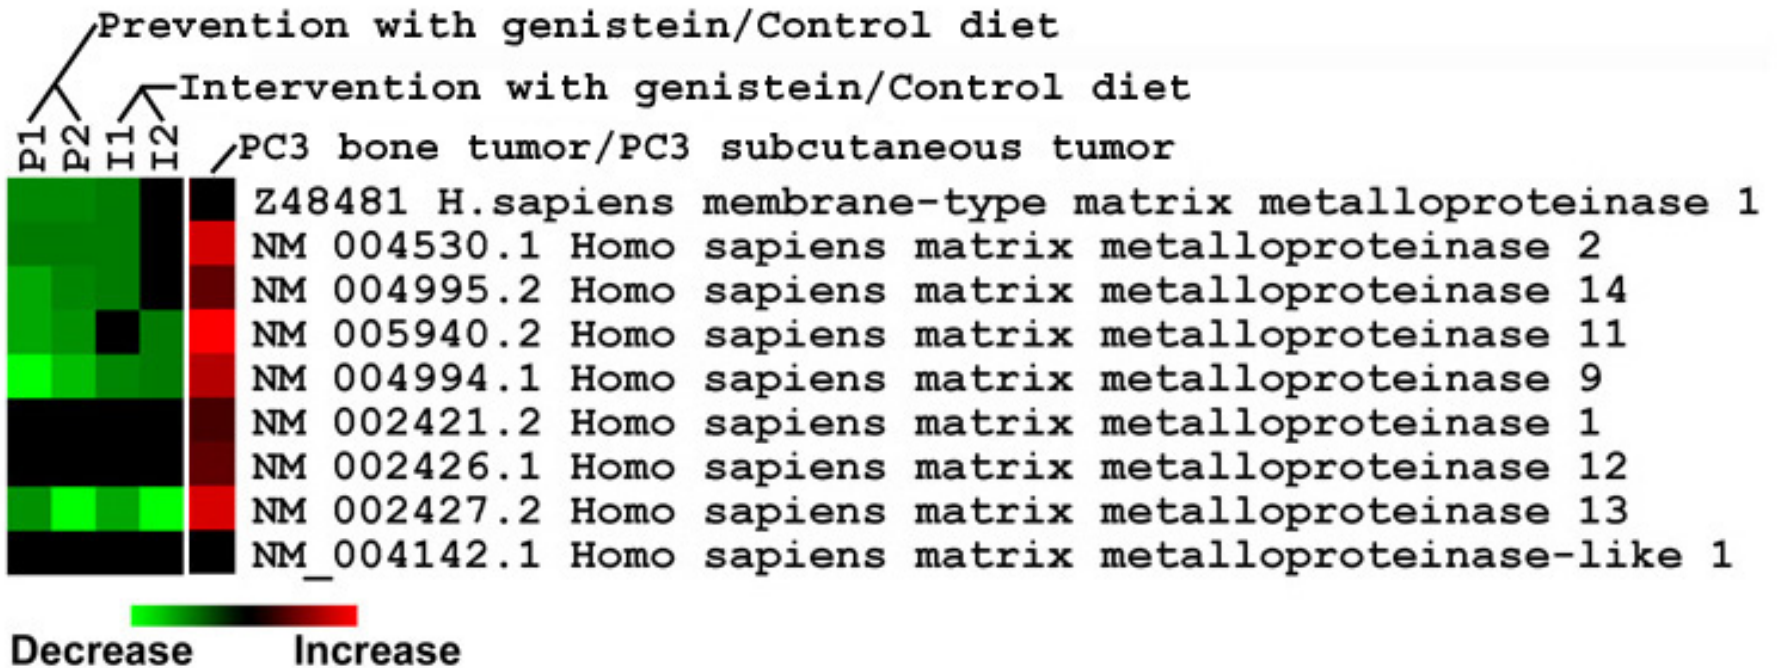 Prevention with genistein/Control diet
Intervention with genistein/Control diet
P1 P2 I1 I2
PC3 bone tumor/PC3 subcutaneous tumor
Z48481 H.sapiens membrane-type matrix metalloproteinase 1
NM 004530.1 Homo sapiens matrix metalloproteinase 2
NM 004995.2 Homo sapiens matrix metalloproteinase 14
NM 005940.2 Homo sapiens matrix metalloproteinase 11
NM 004994.1 Homo sapiens matrix metalloproteinase 9
NM 002421.2 Homo sapiens matrix metalloproteinase 1
NM 002426.1 Homo sapiens matrix metalloproteinase 12
NM 002427.2 Homo sapiens matrix metalloproteinase 13
NM_004142.1 Homo sapiens matrix metalloproteinase-like 1
Decrease Increase